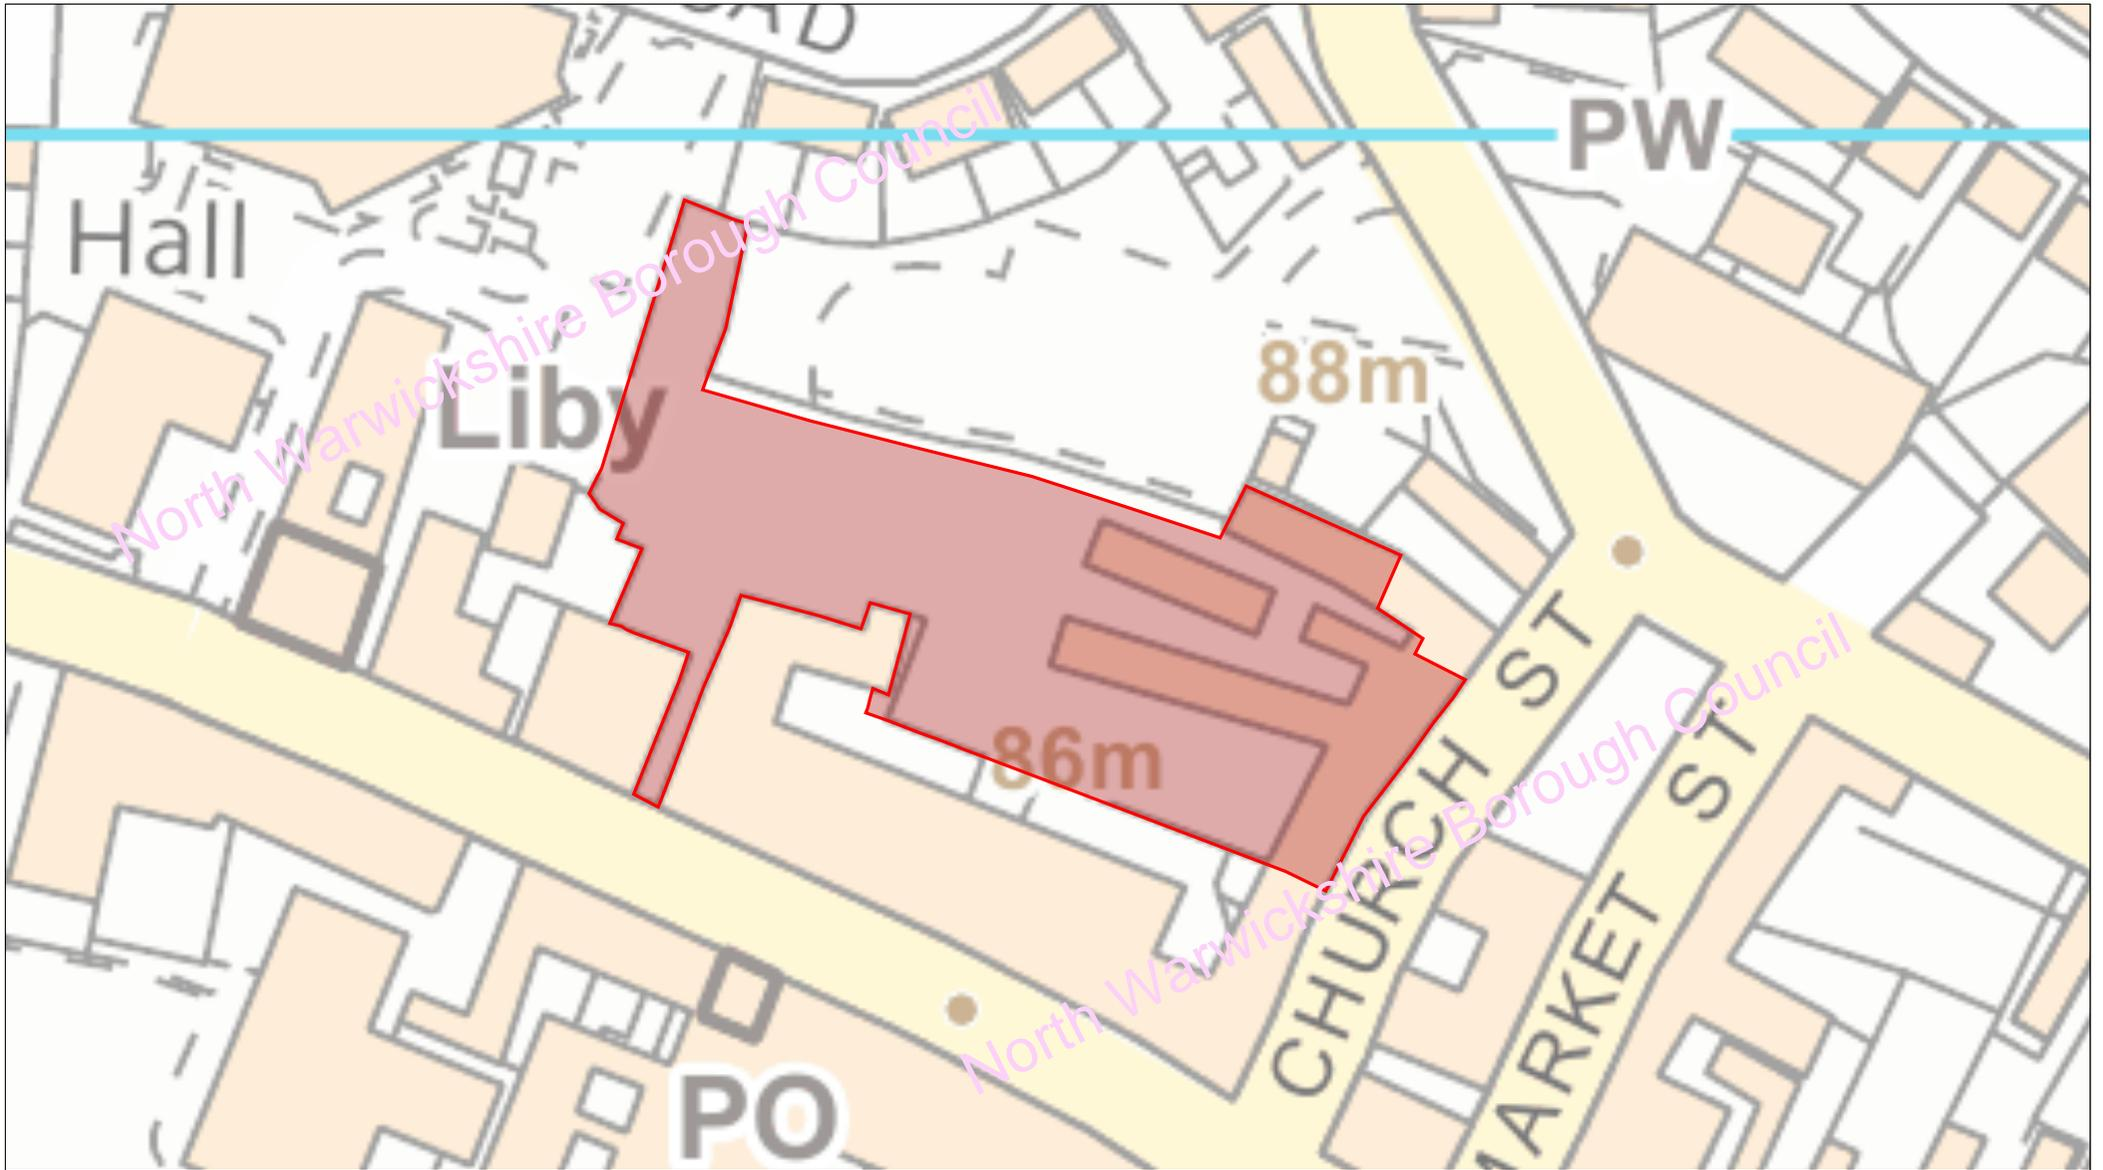 PW
Hall
North Warwickshire Borough Council
Liby
88m
86m
CHURCH ST
MARKET ST
North Warwickshire Borough Council
PO